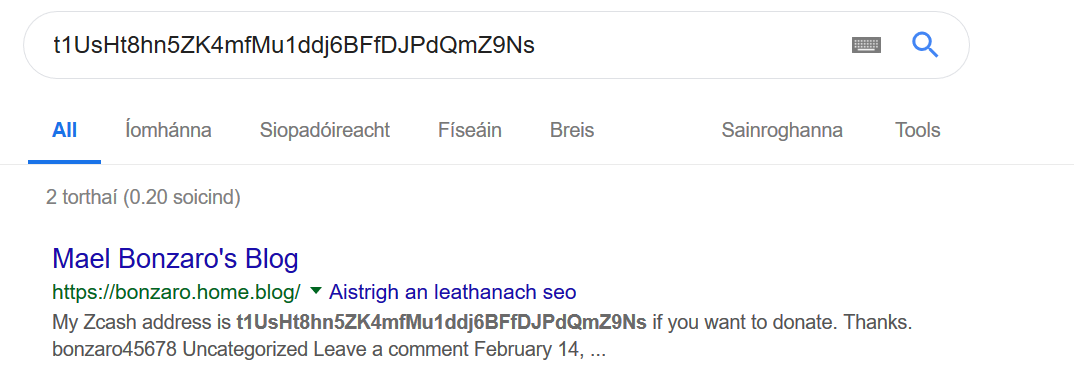 t1UsHt8hn5ZK4mfMu1ddj6BFfDJPdQmZ9Ns
All Íomhánna Siopadóireacht Físeáin Breis Sainroghanna Tools
2 torthaí (0.20 soicind)
Mael Bonzaro's Blog
https://bonzaro.home.blog/ Aistrigh an leathanach seo
My Zcash address is t1UsHt8hn5ZK4mfMu1ddj6BFfDJPdQmZ9Ns if you want to donate. Thanks.
bonzaro45678 Uncategorized Leave a comment February 14, ...